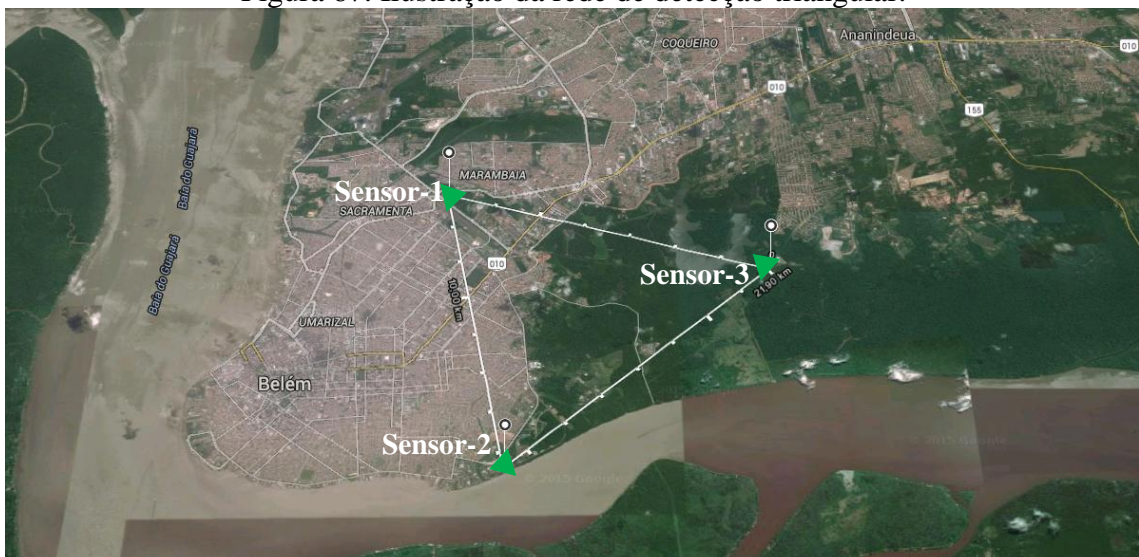 Figura 67: Ilustração da rede de detecção triangular.
Ananindeua
COQUEIRO
010
010
155
Baía do Guajará
MARAMBAIA
Sensor-1
SACRAMENTA
Baía do Guajará
010
Sensor-3
21,90 km
10,00 km
UMARIZAL
Belém
Sensor-2
© 2015 Google
© 2015 Google